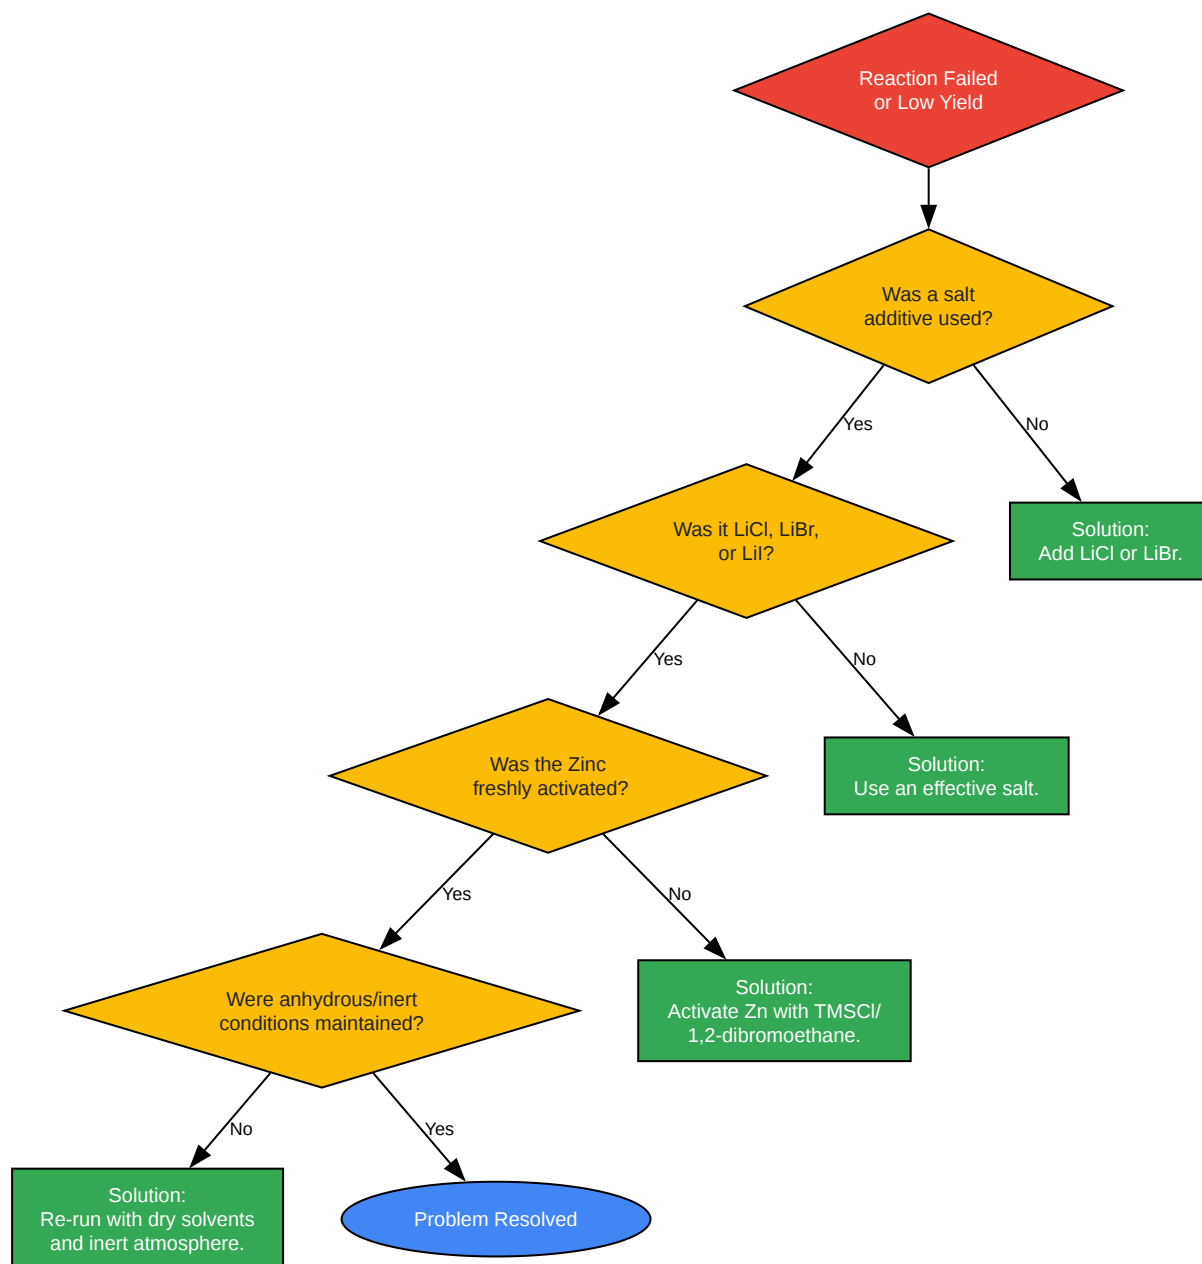 Reaction Failed
or Low Yield
Was a salt
additive used?
Yes
No
Was it LiCl, LiBr,
or LiI?
Solution:
Add LiCl or LiBr.
Yes
No
Was the Zinc
freshly activated?
Solution:
Use an effective salt.
Yes
No
Were anhydrous/inert
conditions maintained?
Solution:
Activate Zn with TMSCl/
1,2-dibromoethane.
No
Yes
Solution:
Re-run with dry solvents
and inert atmosphere.
Problem Resolved